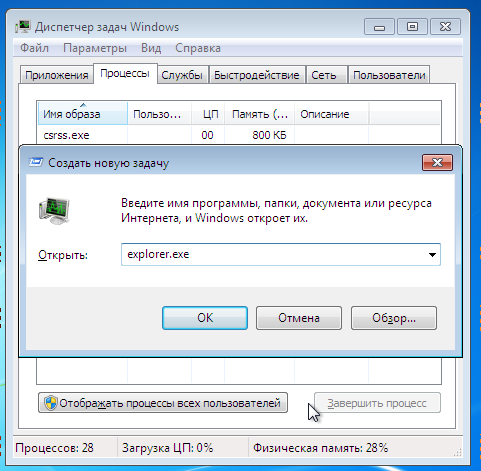 Диспетчер задач Windows
Файл Параметры Вид Справка
Приложения Процессы Службы Быстродействие Сеть Пользователи
Имя образа Пользо... ЦП Память (... Описание
csrss.exe 00 800 КБ
Создать новую задачу
Введите имя программы, папки, документа или ресурса
Интернета, и Windows откроет их.
Открыть: explorer.exe
ОК Отмена Обзор...
Отображать процессы всех пользователей Завершить процесс
Процессов: 28 Загрузка ЦП: 0% Физическая память: 28%